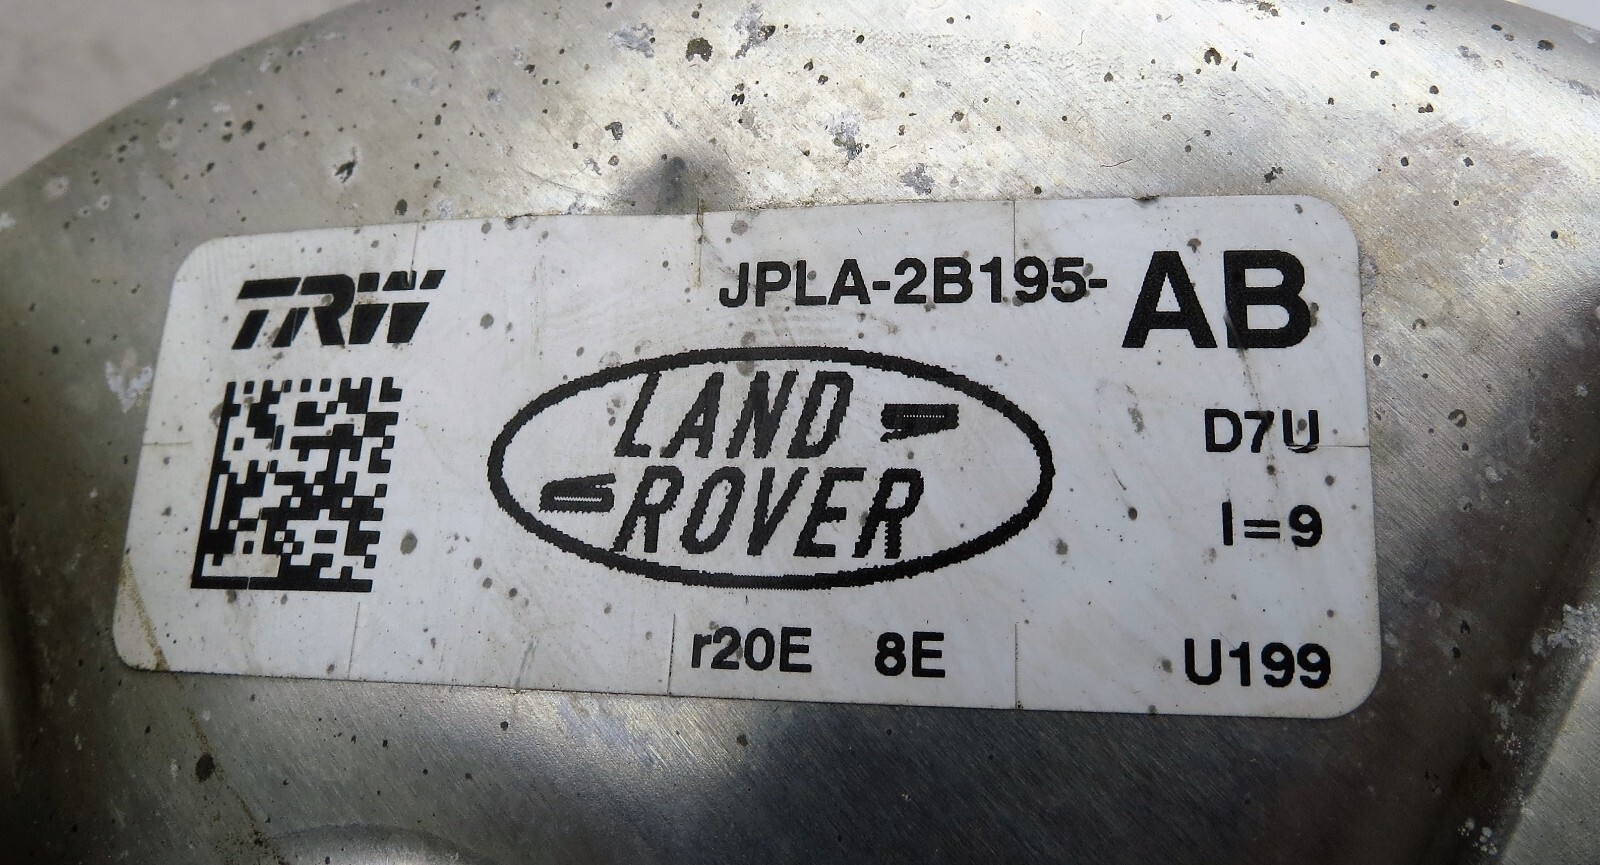 TRW
JPLA-2B195-AB
LAND
ROVER
D7U
I=9
r20E 8E
U199